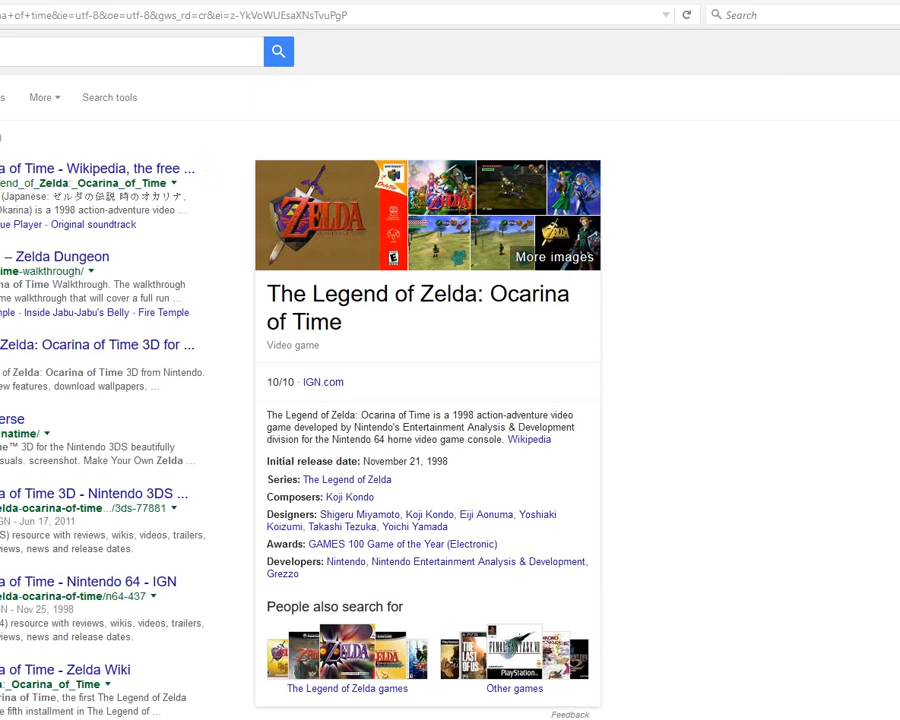 a+of+time&ie=utf-8&oe=utf-8&gws_rd=cr&ei=z-YkVoWUEsaXNsTvuPgP
Search
s
More
Search tools
)
a of Time - Wikipedia, the free ...
end_of_Zelda:_Ocarina_of_Time
(Japanese: ゼルダの伝説 時のオカリナ,
Okarina) is a 1998 action-adventure video ...
ue Player - Original soundtrack
– Zelda Dungeon
ime-walkthrough/
na of Time Walkthrough. The walkthrough
me walkthrough that will cover a full run ...
mple - Inside Jabu-Jabu's Belly - Fire Temple
Zelda: Ocarina of Time 3D for ...
of Zelda: Ocarina of Time 3D from Nintendo.
ew features, download wallpapers, ...
erse
natime/
ne™ 3D for the Nintendo 3DS beautifully
suals. screenshot. Make Your Own Zelda ...
a of Time 3D - Nintendo 3DS ...
elda-ocarina-of-time.../3ds-77881
GN - Jun 17, 2011
S) resource with reviews, wikis, videos, trailers,
views, news and release dates.
a of Time - Nintendo 64 - IGN
elda-ocarina-of-time/n64-437
GN - Nov 25, 1998
4) resource with reviews, wikis, videos, trailers,
views, news and release dates.
a of Time - Zelda Wiki
a:_Ocarina_of_Time
rina of Time, the first The Legend of Zelda
e fifth installment in The Legend of ...
ZELDA
ZELDA
More images
The Legend of Zelda: Ocarina
of Time
Video game
10/10 · IGN.com
The Legend of Zelda: Ocarina of Time is a 1998 action-adventure video
game developed by Nintendo's Entertainment Analysis & Development
division for the Nintendo 64 home video game console. Wikipedia
Initial release date: November 21, 1998
Series: The Legend of Zelda
Composers: Koji Kondo
Designers: Shigeru Miyamoto, Koji Kondo, Eiji Aonuma, Yoshiaki
Koizumi, Takashi Tezuka, Yoichi Yamada
Awards: GAMES 100 Game of the Year (Electronic)
Developers: Nintendo, Nintendo Entertainment Analysis & Development,
Grezzo
People also search for
ZELDA
ZELDA
THE LAST OF US
FINAL FANTASY VII
PlayStation
The Legend of Zelda games
Other games
Feedback